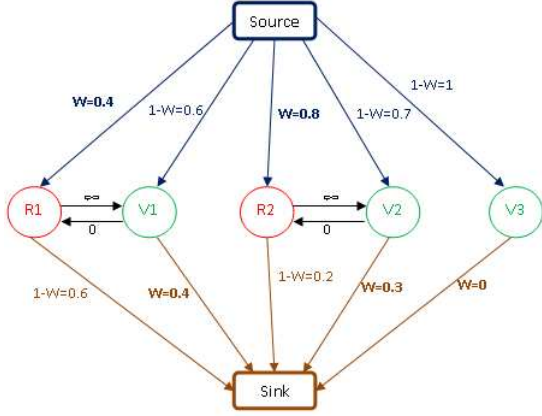 Source
W=0.4
1-W=0.6
W=0.8
1-W=0.7
1-W=1
R1
∞
0
V1
R2
∞
0
V2
V3
1-W=0.6
W=0.4
1-W=0.2
W=0.3
W=0
Sink